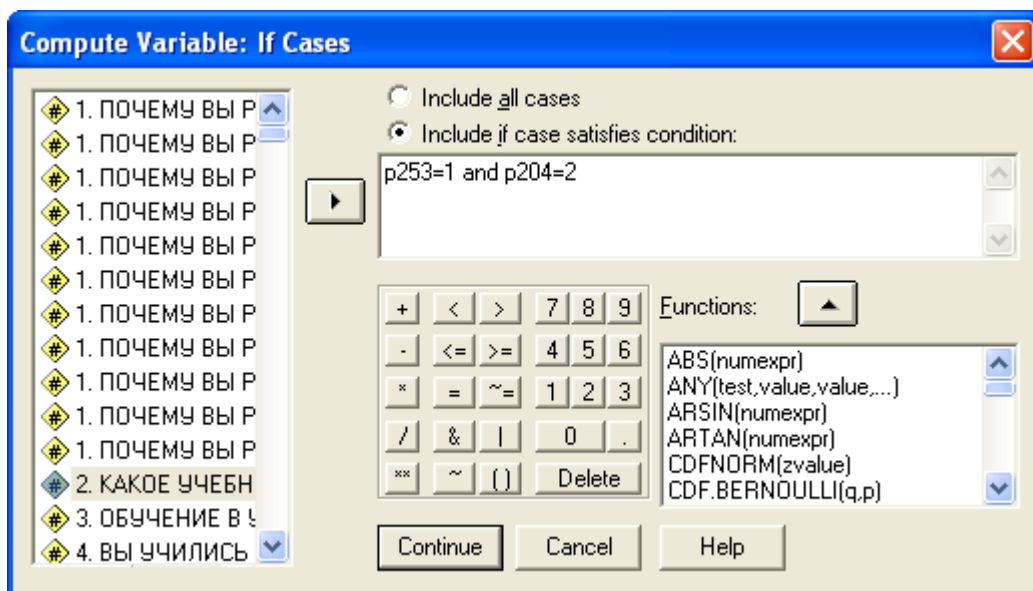 Compute Variable: If Cases
# 1. ПОЧЕМУ ВЫ Р
# 1. ПОЧЕМУ ВЫ Р
# 1. ПОЧЕМУ ВЫ Р
# 1. ПОЧЕМУ ВЫ Р
# 1. ПОЧЕМУ ВЫ Р
# 1. ПОЧЕМУ ВЫ Р
# 1. ПОЧЕМУ ВЫ Р
# 1. ПОЧЕМУ ВЫ Р
# 1. ПОЧЕМУ ВЫ Р
# 1. ПОЧЕМУ ВЫ Р
# 1. ПОЧЕМУ ВЫ Р
# 2. КАКОЕ УЧЕБН
# 3. ОБУЧЕНИЕ В У
# 4. ВЫ УЧИЛИСЬ
Include all cases
Include if case satisfies condition:
p253=1 and p204=2
+ < > 7 8 9
- <= >= 4 5 6
* = ~= 1 2 3
/ & | 0 .
** ~ () Delete
Functions:
ABS(numexpr)
ANY(test,value,value,...)
ARSIN(numexpr)
ARTAN(numexpr)
CDFNORM(zvalue)
CDF.BERNOULLI(q,p)
Continue Cancel Help